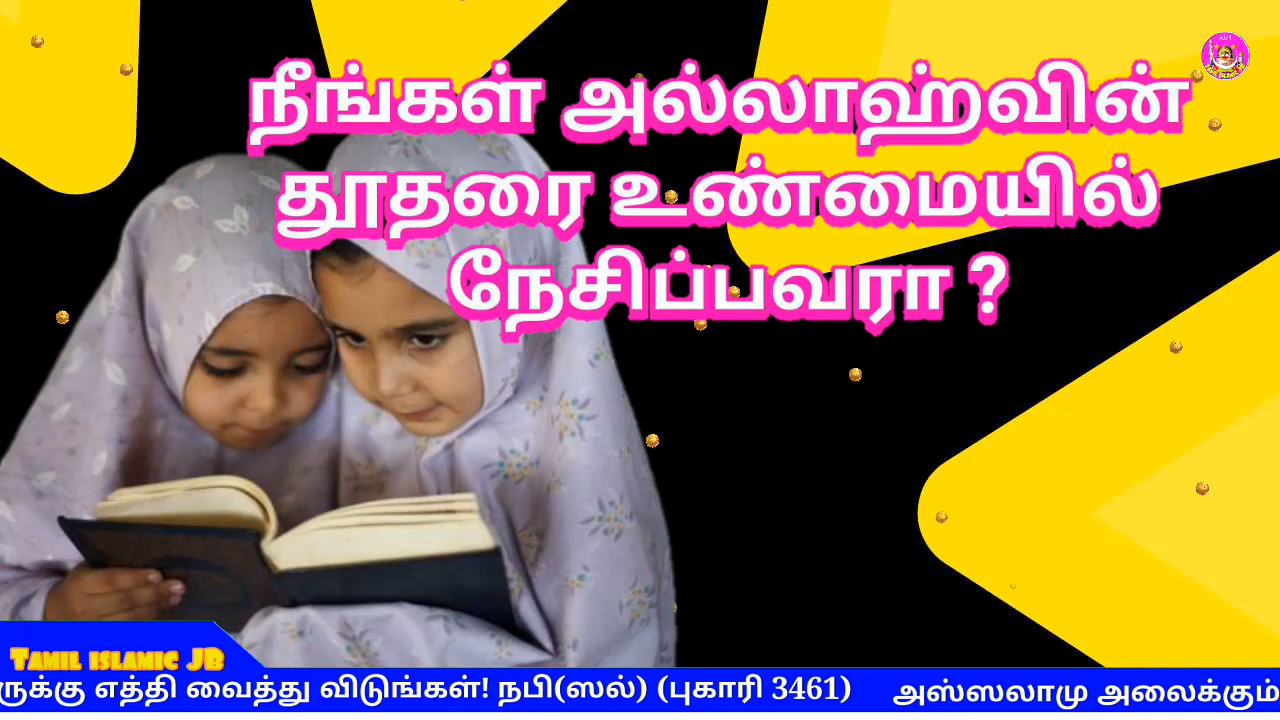 நீங்கள் அல்லாஹ்வின்
தூதரை உண்மையில்
நேசிப்பவரா ?
TAMIL ISLAMIC JB
ருக்கு எத்தி வைத்து விடுங்கள்! நபி(ஸல்) (புகாரி 3461) அஸ்ஸலாமு அலைக்கும்